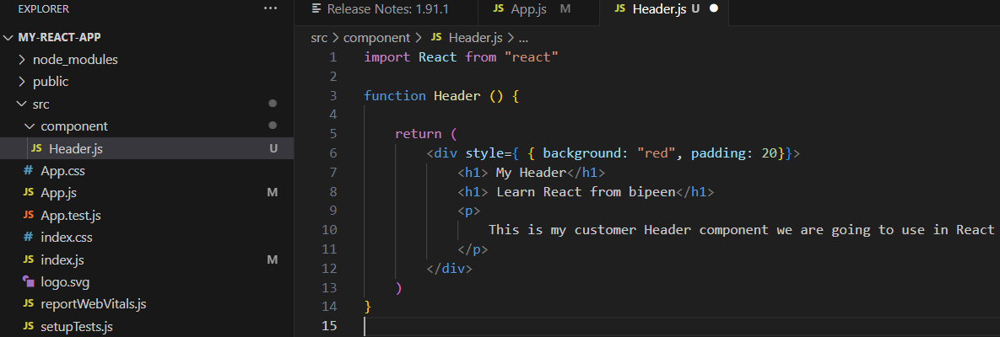 EXPLORER ...
MY-REACT-APP
node_modules
public
src
component
JS Header.js U
# App.css
JS App.js M
JS App.test.js
# index.css
JS index.js M
logo.svg
JS reportWebVitals.js
JS setupTests.js
Release Notes: 1.91.1 JS App.js M JS Header.js U
src > component > JS Header.js > ...
1 import React from "react"
2
3 function Header () {
4
5 return (
6 <div style={ { background: "red", padding: 20}}>
7 <h1> My Header</h1>
8 <h1> Learn React from bipeen</h1>
9 <p>
10 This is my customer Header component we are going to use in React
11 </p>
12 </div>
13 )
14 }
15